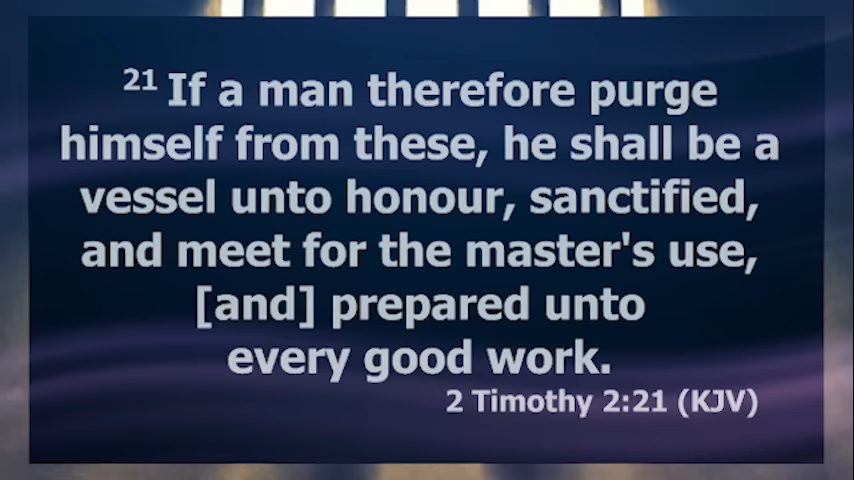 21 If a man therefore purge
himself from these, he shall be a
vessel unto honour, sanctified,
and meet for the master's use,
[and] prepared unto
every good work.
2 Timothy 2:21 (KJV)